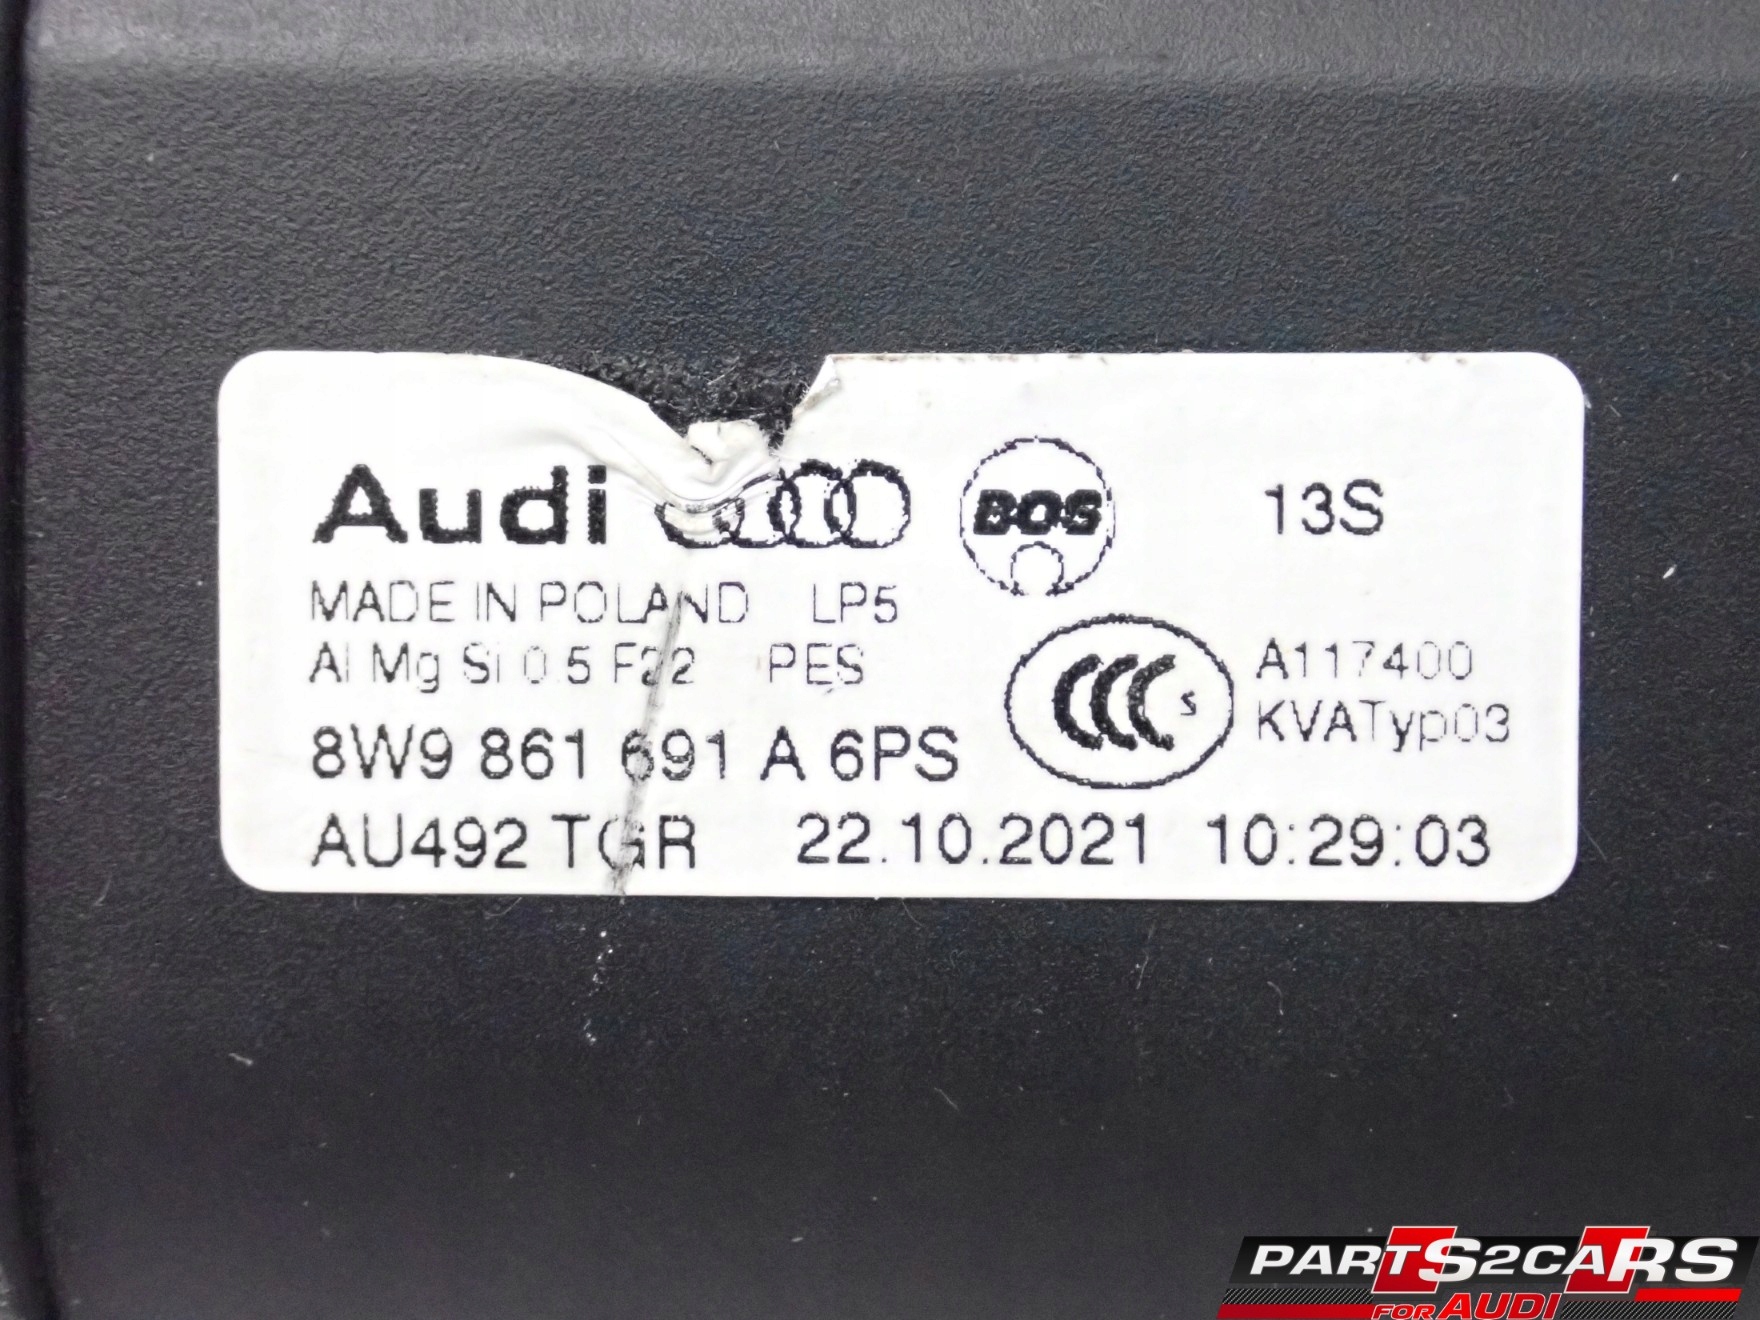 Audi BOS 13S
MADE IN POLAND LP5
Al Mg Si 0.5 F22 PES
CCC S A117400
KVATyp03
8W9 861 691 A 6PS
AU492 TGR 22.10.2021 10:29:03
PARTS2CARS
FOR AUDI